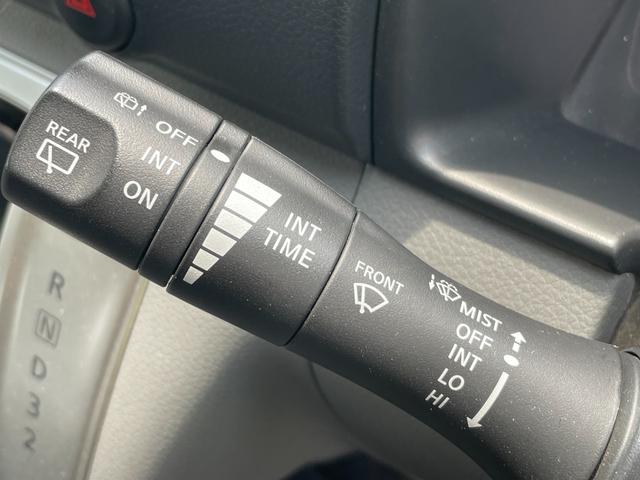 REAR
OFF
INT
ON
INT
TIME
FRONT
MIST
OFF
INT
LO
HI
R
N
D
3
2